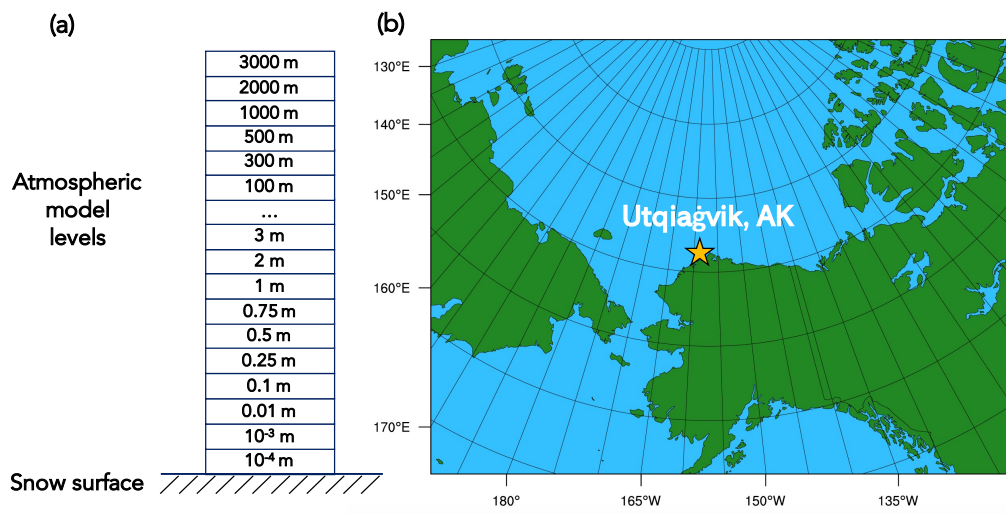 (a)
3000 m
2000 m
1000 m
500 m
300 m
100 m
...
3 m
2 m
1 m
0.75 m
0.5 m
0.25 m
0.1 m
0.01 m
10⁻³ m
10⁻⁴ m
Atmospheric
model
levels
Snow surface
(b)
130°E
140°E
150°E
160°E
170°E
Utqiaġvik, AK
180°
165°W
150°W
135°W